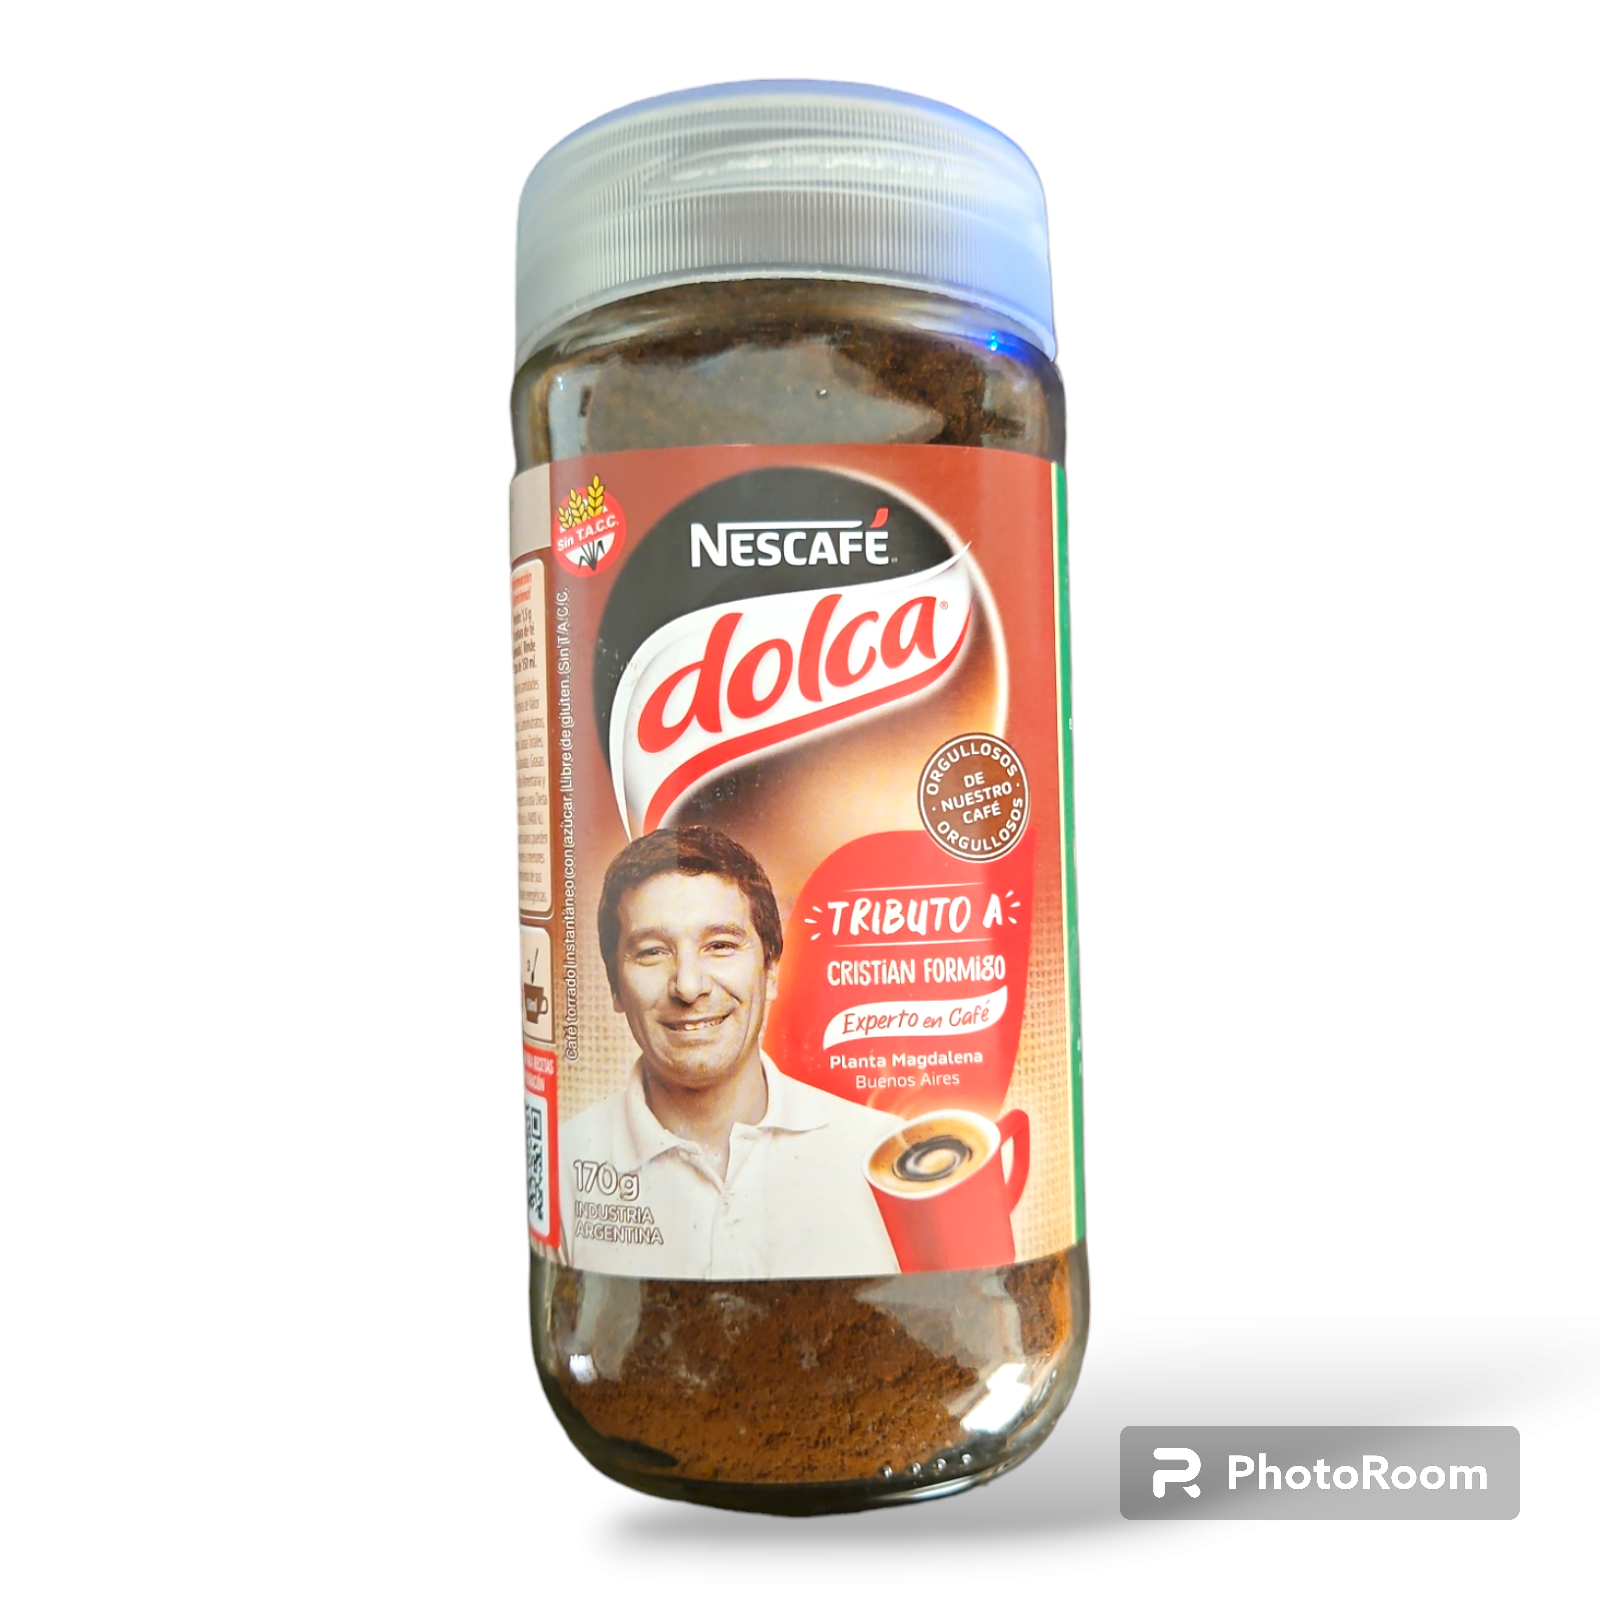 NESCAFÉ
dolca®
Sin T.A.C.C.
Café torrado instantáneo con azúcar. Libre de gluten. (Sin T.A.C.C.
ORGULLOSOS
DE
NUESTRO
CAFÉ
ORGULLOSOS
TRIBUTO A
CRISTIAN FORMIGO
Experto en Café
Planta Magdalena
Buenos Aires
170g
INDUSTRIA
ARGENTINA
PhotoRoom